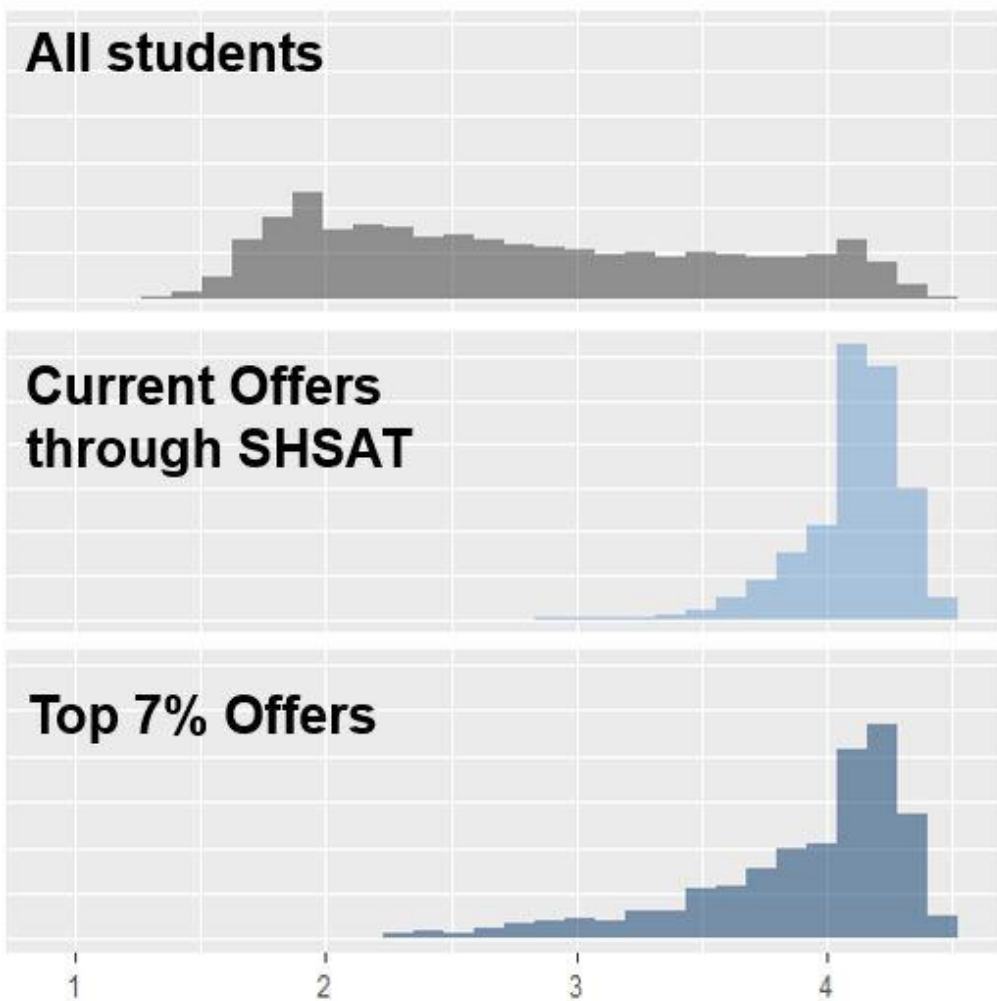 All students
Current Offers
through SHSAT
Top 7% Offers
1 2 3 4